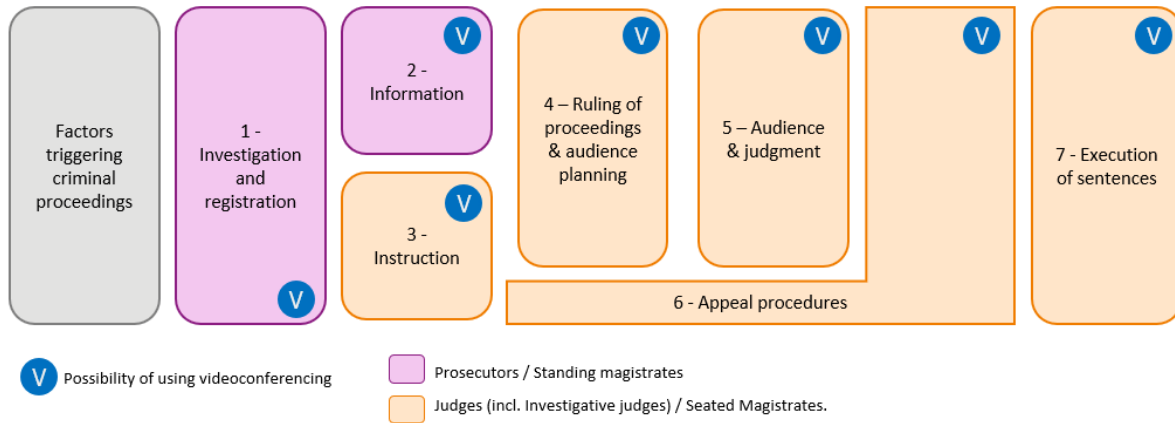 Factors
triggering
criminal
proceedings
1 -
Investigation
and
registration
V
2 -
Information
V
3 -
Instruction
V
4 – Ruling of
proceedings
& audience
planning
V
5 – Audience
& judgment
V
6 - Appeal procedures
V
7 - Execution
of sentences
V
V Possibility of using videoconferencing
Prosecutors / Standing magistrates
Judges (incl. Investigative judges) / Seated Magistrates.